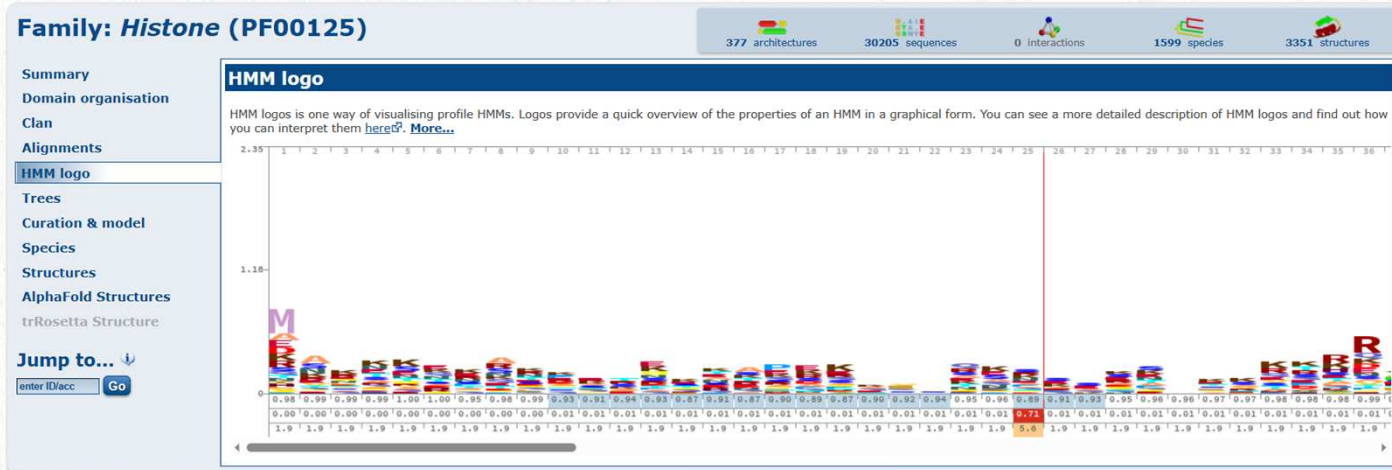 Family: Histone (PF00125)
377 architectures 30205 sequences 0 interactions 1599 species 3351 structures
Summary
Domain organisation
Clan
Alignments
HMM logo
Trees
Curation & model
Species
Structures
AlphaFold Structures
trRosetta Structure
Jump to...
enter ID/acc Go
HMM logo
HMM logos is one way of visualising profile HMMs. Logos provide a quick overview of the properties of an HMM in a graphical form. You can see a more detailed description of HMM logos and find out how
you can interpret them here. More...
2.35 1 2 3 4 5 6 7 8 9 10 11 12 13 14 15 16 17 18 19 20 21 22 23 24 25 26 27 28 29 30 31 32 33 34 35 36
1.18
M
R
0
0.98 0.99 0.99 0.99 1.00 1.00 0.98 0.99 0.93 0.91 0.94 0.93 0.87 0.91 0.87 0.90 0.89 0.87 0.90 0.92 0.94 0.95 0.96 0.89 0.91 0.93 0.95 0.96 0.96 0.97 0.97 0.98 0.98 0.98 0.99
0.00 0.00 0.00 0.00 0.00 0.00 0.00 0.00 0.00 0.01 0.01 0.01 0.01 0.01 0.01 0.01 0.01 0.01 0.01 0.01 0.01 0.01 0.01 0.01 0.71 0.01 0.01 0.01 0.01 0.01 0.01 0.01 0.01 0.01 0.01 0.01
1.9 1.9 1.9 1.9 1.9 1.9 1.9 1.9 1.9 1.9 1.9 1.9 1.9 1.9 1.9 1.9 1.9 1.9 1.9 1.9 1.9 1.9 1.9 1.9 5.6 1.9 1.9 1.9 1.9 1.9 1.9 1.9 1.9 1.9 1.9 1.9